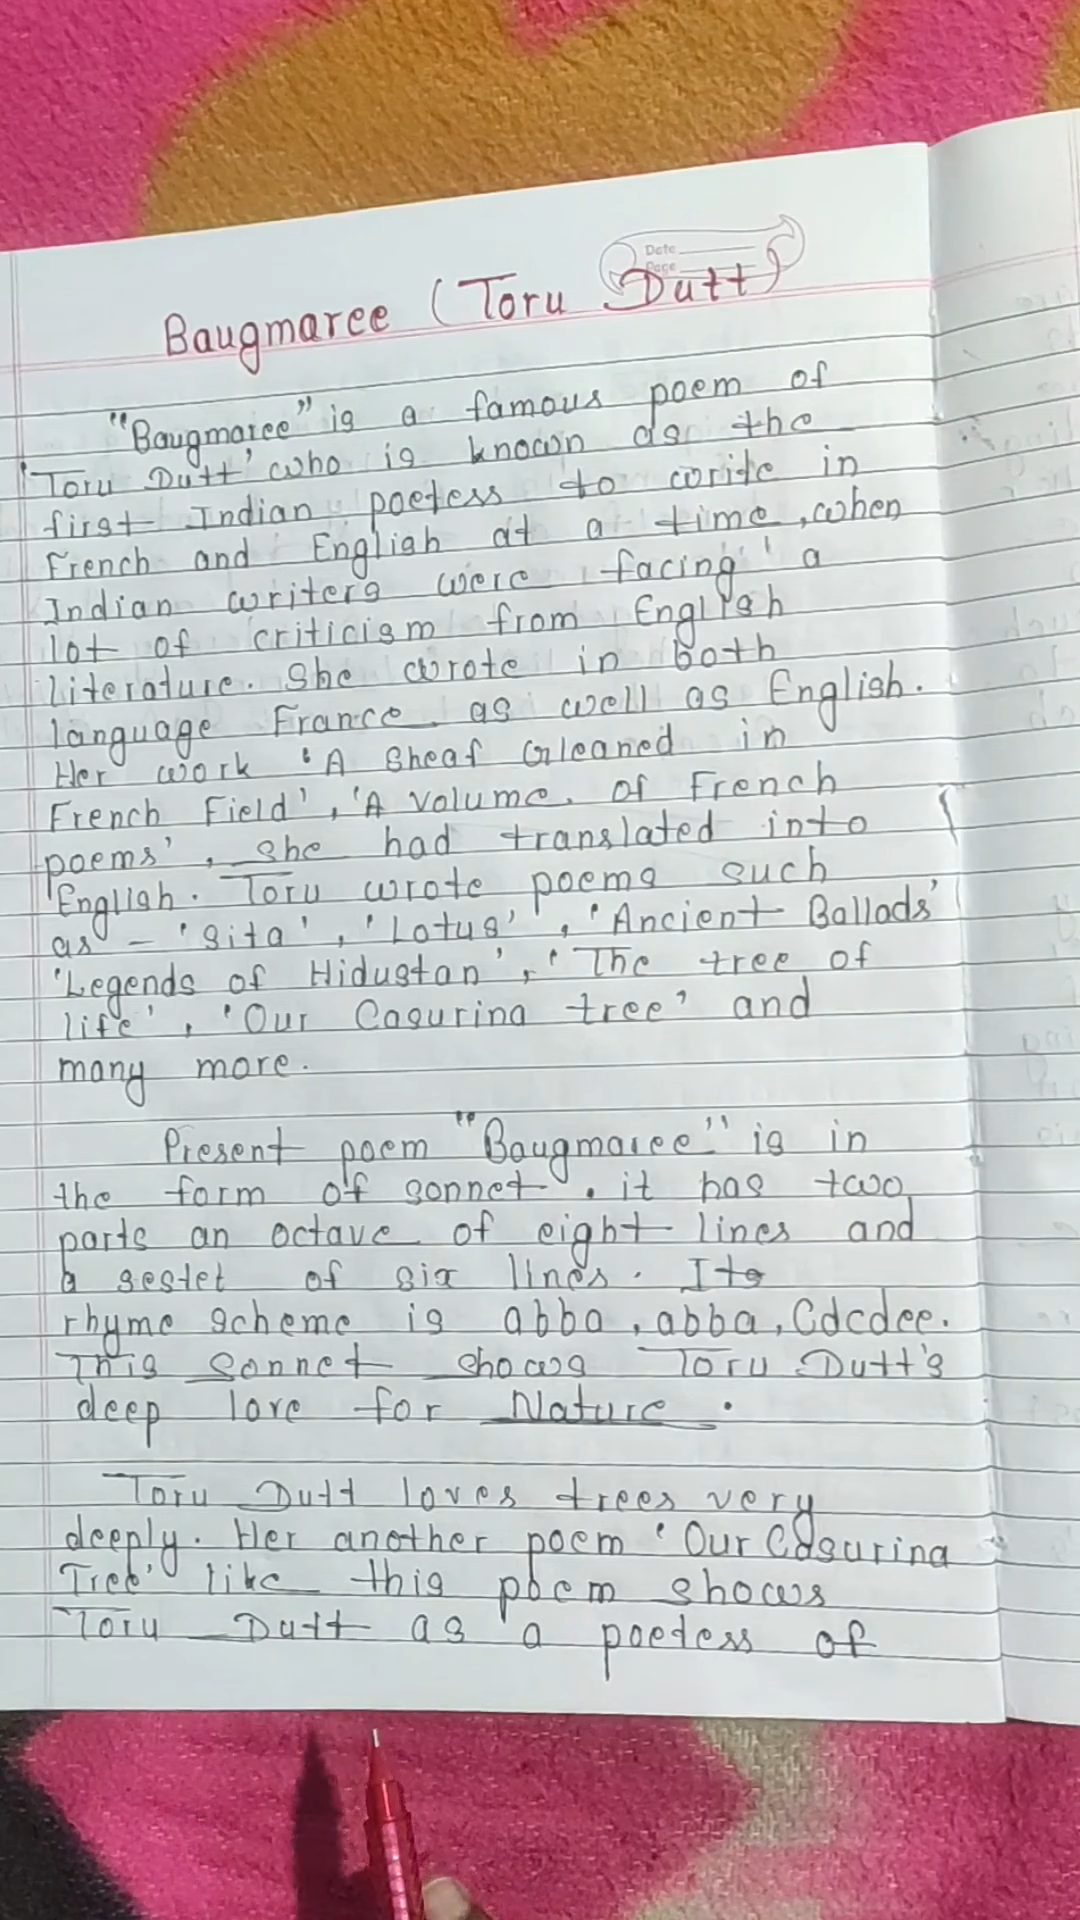 Date
Page
Baugmaree (Toru Dutt)
"Baugmaree" is a famous poem of
'Toru Dutt' who is known as the
first Indian poetess to write in
French and English at a time, when
Indian writers were facing a
lot of criticism from English
literature. She wrote in both
language France as well as English.
Her work 'A Sheaf Gleaned in
French Field', 'A Volume of French
poems', she had translated into
English. Toru wrote poems such
as - 'Sita', 'Lotus', 'Ancient Ballads'
'Legends of Hidustan', 'The tree of
life', 'Our Casurina tree' and
many more.
Present poem "Baugmaree" is in
the form of sonnet. it has two
parts an octave of eight lines and
a sestet of six lines. Its
rhyme scheme is abba, abba, Cdcdee.
This Sonnet shows Toru Dutt's
deep love for Nature.
Toru Dutt loves trees very
deeply. Her another poem 'Our Casurina
Tree' like this poem shows
Toru Dutt as a poetess of